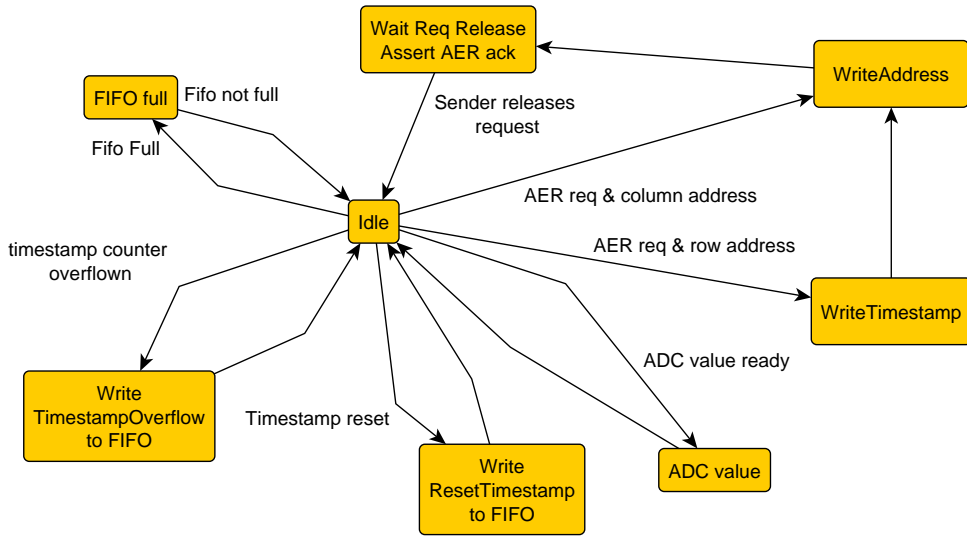 Wait Req Release
Assert AER ack
WriteAddress
FIFO full
Fifo not full
Sender releases
request
Fifo Full
AER req & column address
Idle
AER req & row address
timestamp counter
overflown
WriteTimestamp
ADC value ready
Write
TimestampOverflow
to FIFO
Timestamp reset
Write
ResetTimestamp
to FIFO
ADC value